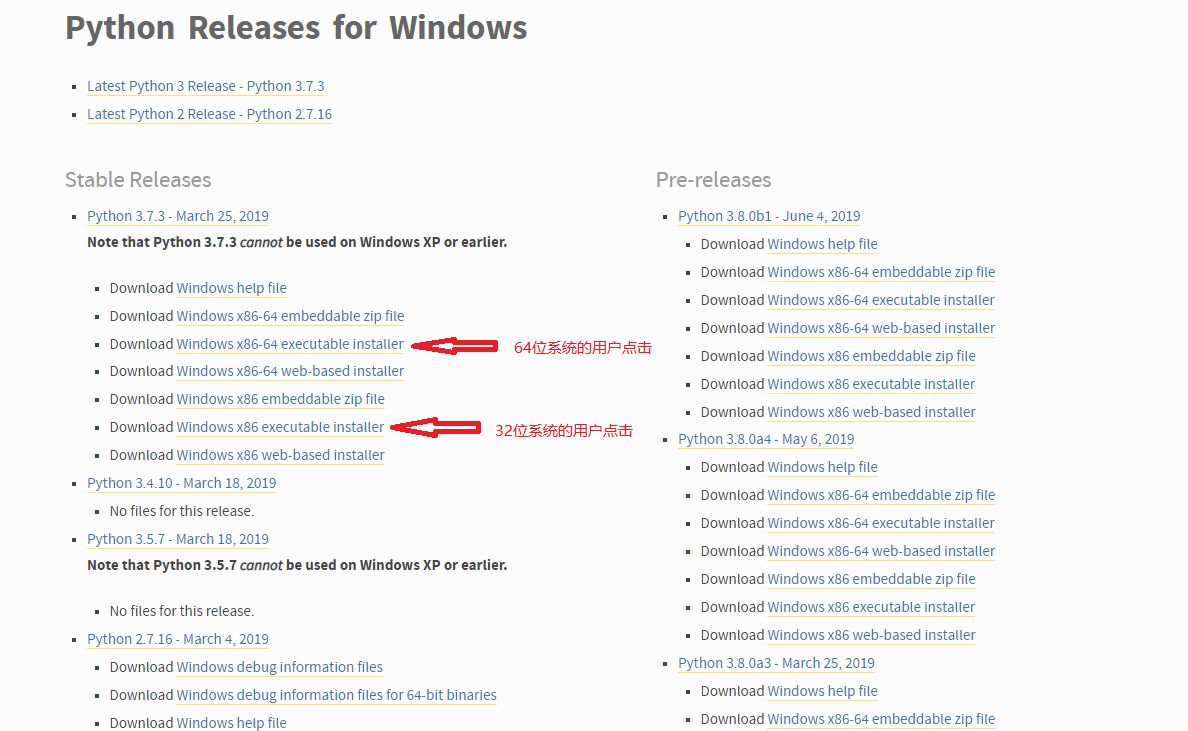 Python Releases for Windows
Latest Python 3 Release - Python 3.7.3
Latest Python 2 Release - Python 2.7.16
Stable Releases
Python 3.7.3 - March 25, 2019
Note that Python 3.7.3 cannot be used on Windows XP or earlier.
Download Windows help file
Download Windows x86-64 embeddable zip file
Download Windows x86-64 executable installer
64位系统的用户点击
Download Windows x86-64 web-based installer
Download Windows x86 embeddable zip file
Download Windows x86 executable installer
32位系统的用户点击
Download Windows x86 web-based installer
Python 3.4.10 - March 18, 2019
No files for this release.
Python 3.5.7 - March 18, 2019
Note that Python 3.5.7 cannot be used on Windows XP or earlier.
No files for this release.
Python 2.7.16 - March 4, 2019
Download Windows debug information files
Download Windows debug information files for 64-bit binaries
Download Windows help file
Pre-releases
Python 3.8.0b1 - June 4, 2019
Download Windows help file
Download Windows x86-64 embeddable zip file
Download Windows x86-64 executable installer
Download Windows x86-64 web-based installer
Download Windows x86 embeddable zip file
Download Windows x86 executable installer
Download Windows x86 web-based installer
Python 3.8.0a4 - May 6, 2019
Download Windows help file
Download Windows x86-64 embeddable zip file
Download Windows x86-64 executable installer
Download Windows x86-64 web-based installer
Download Windows x86 embeddable zip file
Download Windows x86 executable installer
Download Windows x86 web-based installer
Python 3.8.0a3 - March 25, 2019
Download Windows help file
Download Windows x86-64 embeddable zip file